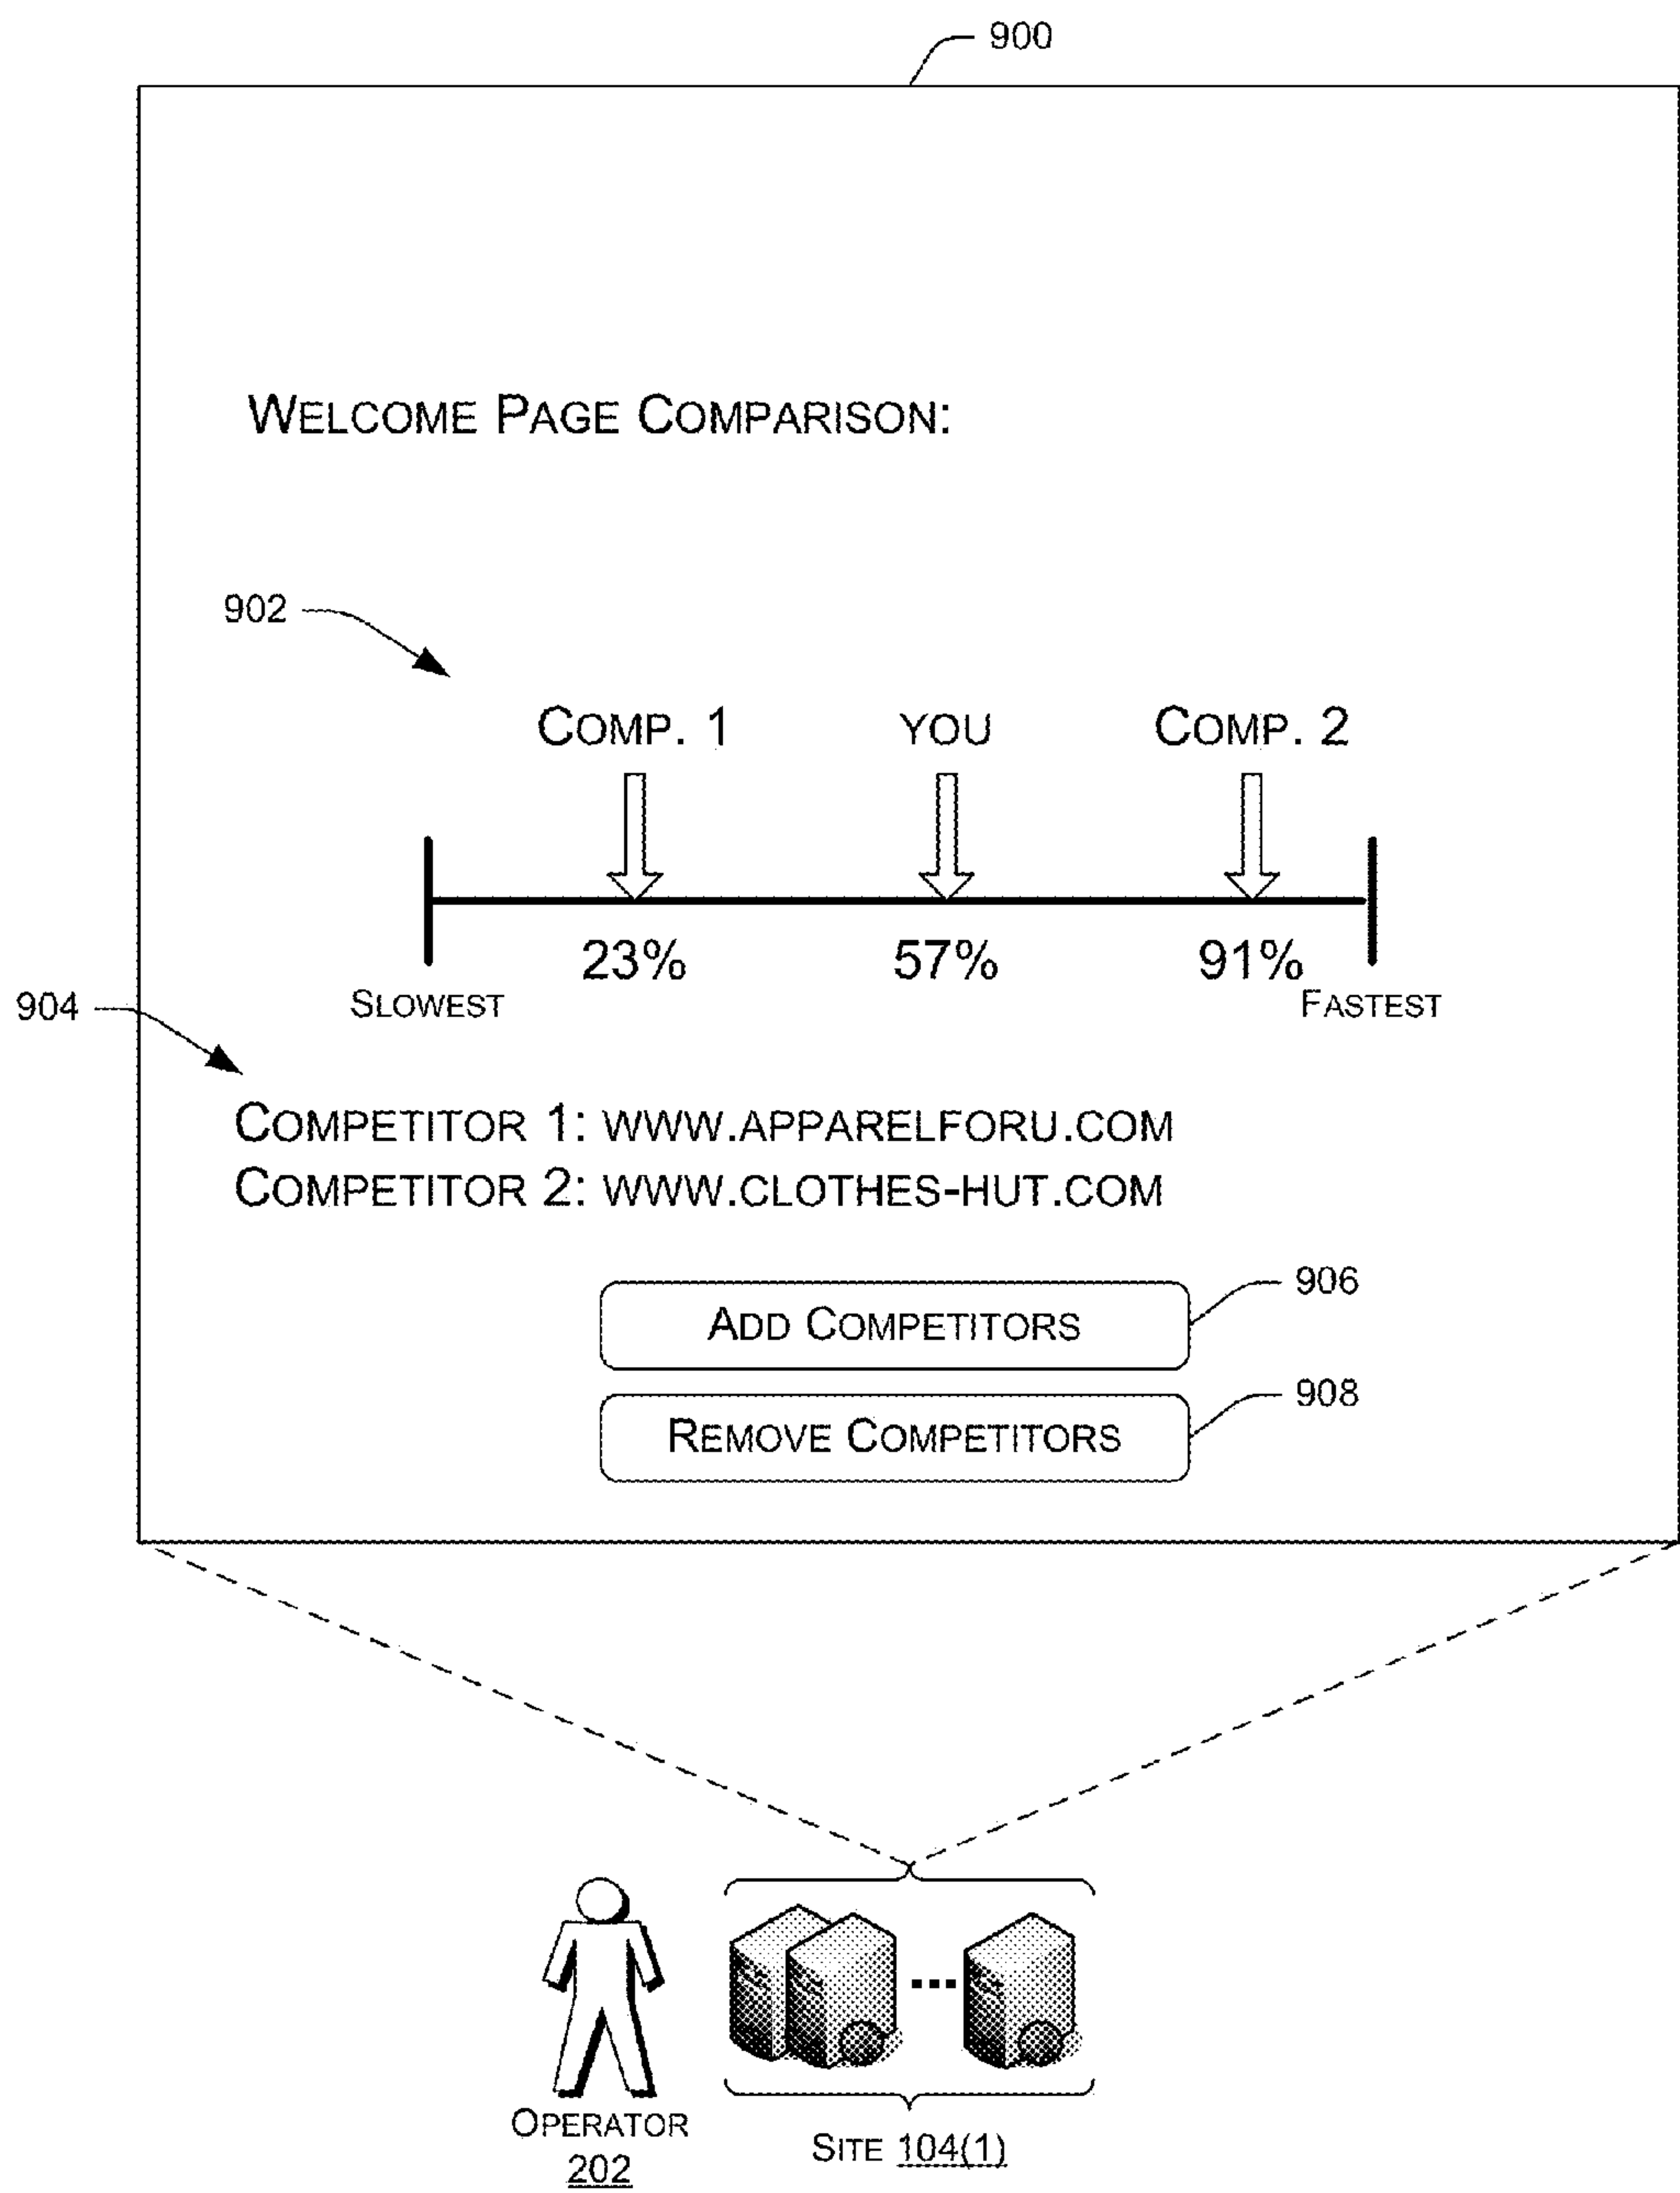 900
WELCOME PAGE COMPARISON:
902
COMP. 1 YOU COMP. 2
23% 57% 91%
SLOWEST FASTEST
904
COMPETITOR 1: WWW.APPARELFORU.COM
COMPETITOR 2: WWW.CLOTHES-HUT.COM
ADD COMPETITORS 906
REMOVE COMPETITORS 908
OPERATOR
202
SITE 104(1)